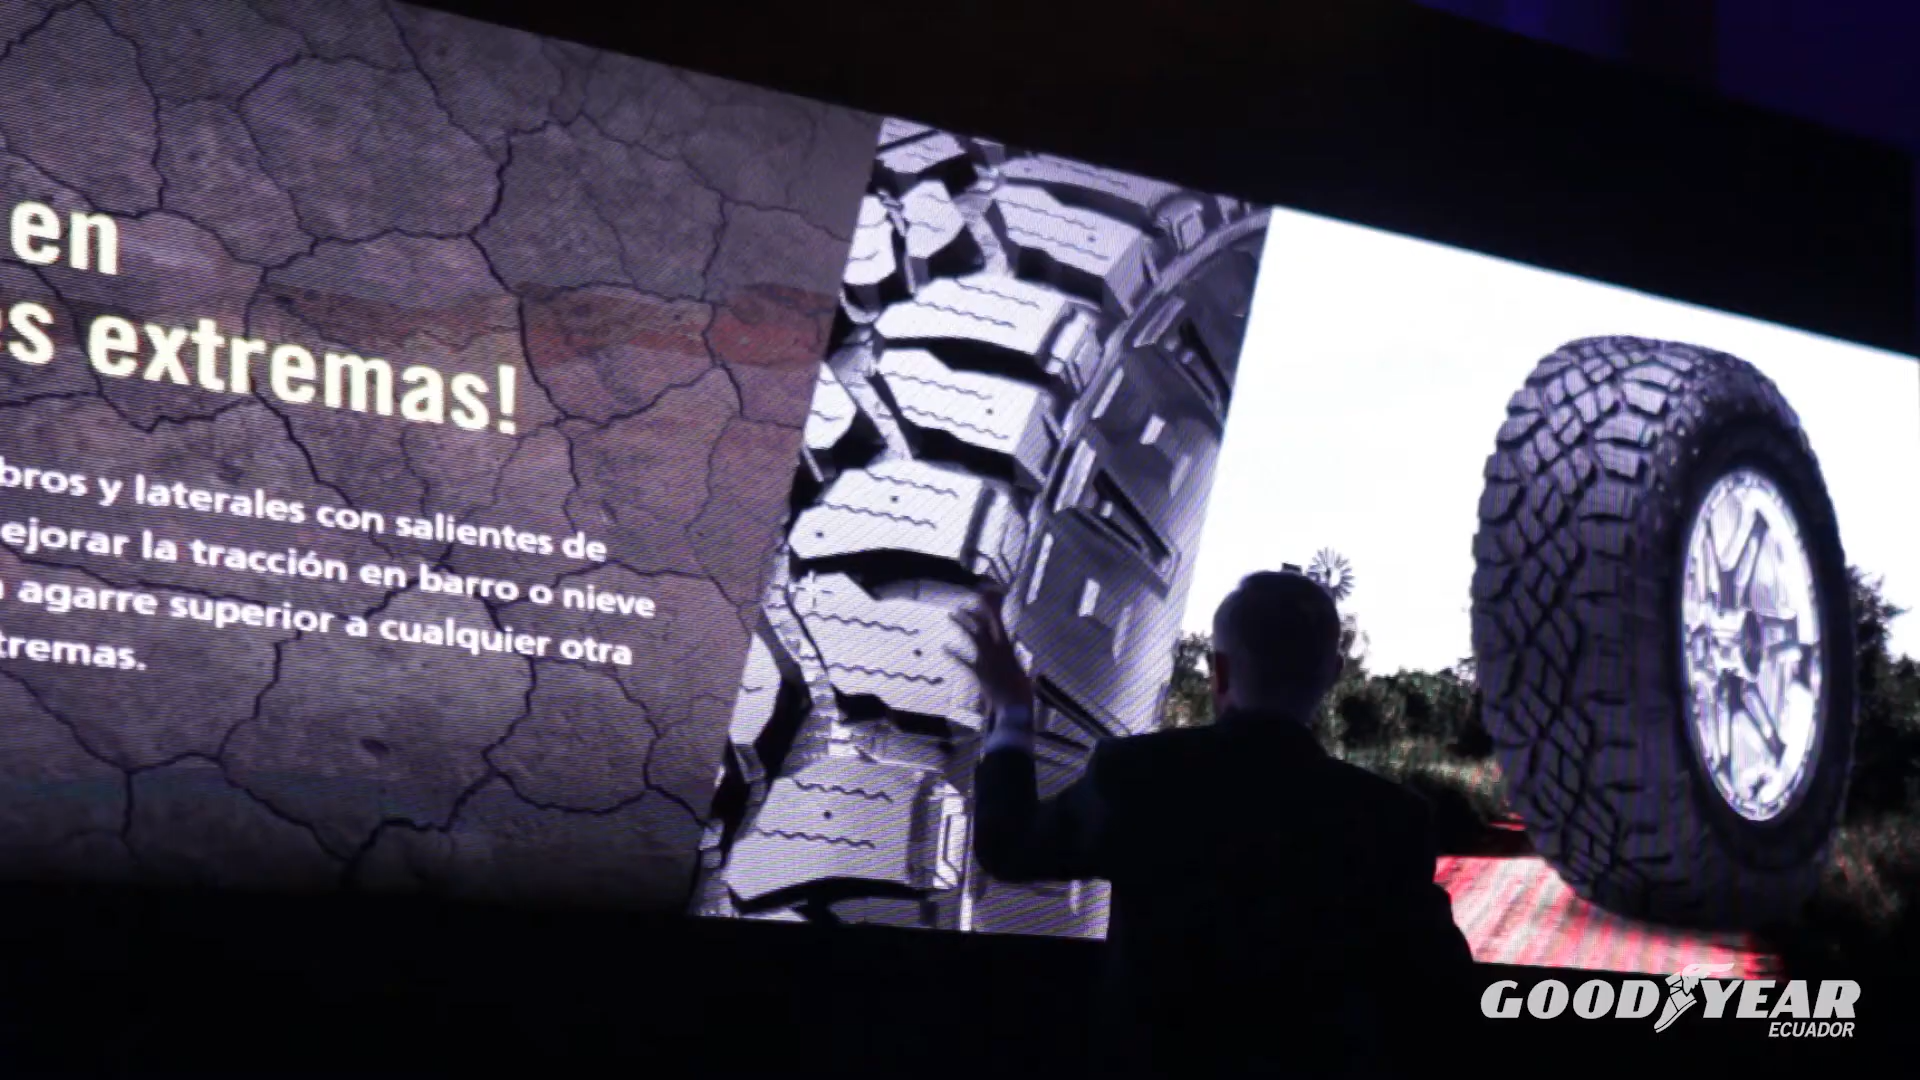 en
es extremas!
bros y laterales con salientes de
ejorar la tracción en barro o nieve
agarre superior a cualquier otra
tremas.
GOODYEAR
ECUADOR